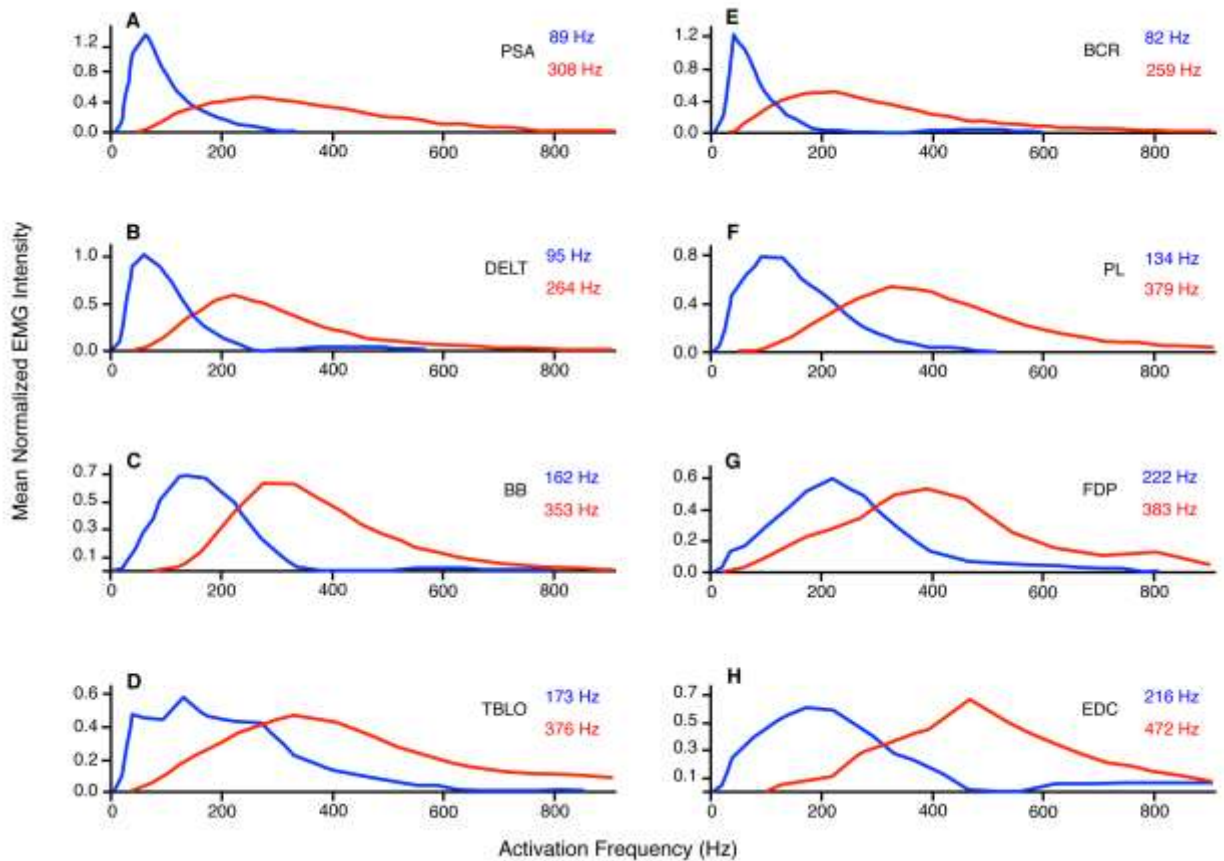 Mean Normalized EMG Intensity
A
PSA
89 Hz
308 Hz
1.2
0.8
0.4
0.0
0 200 400 600 800
B
DELT
95 Hz
264 Hz
1.0
0.5
0.0
0 200 400 600 800
C
BB
162 Hz
353 Hz
0.7
0.5
0.3
0.1
0 200 400 600 800
D
TBLO
173 Hz
376 Hz
0.6
0.4
0.2
0.0
0 200 400 600 800
E
BCR
82 Hz
259 Hz
1.2
0.8
0.4
0.0
0 200 400 600 800
F
PL
134 Hz
379 Hz
0.8
0.4
0.0
0 200 400 600 800
G
FDP
222 Hz
383 Hz
0.6
0.4
0.2
0.0
0 200 400 600 800
H
EDC
216 Hz
472 Hz
0.7
0.5
0.3
0.1
0 200 400 600 800
Activation Frequency (Hz)